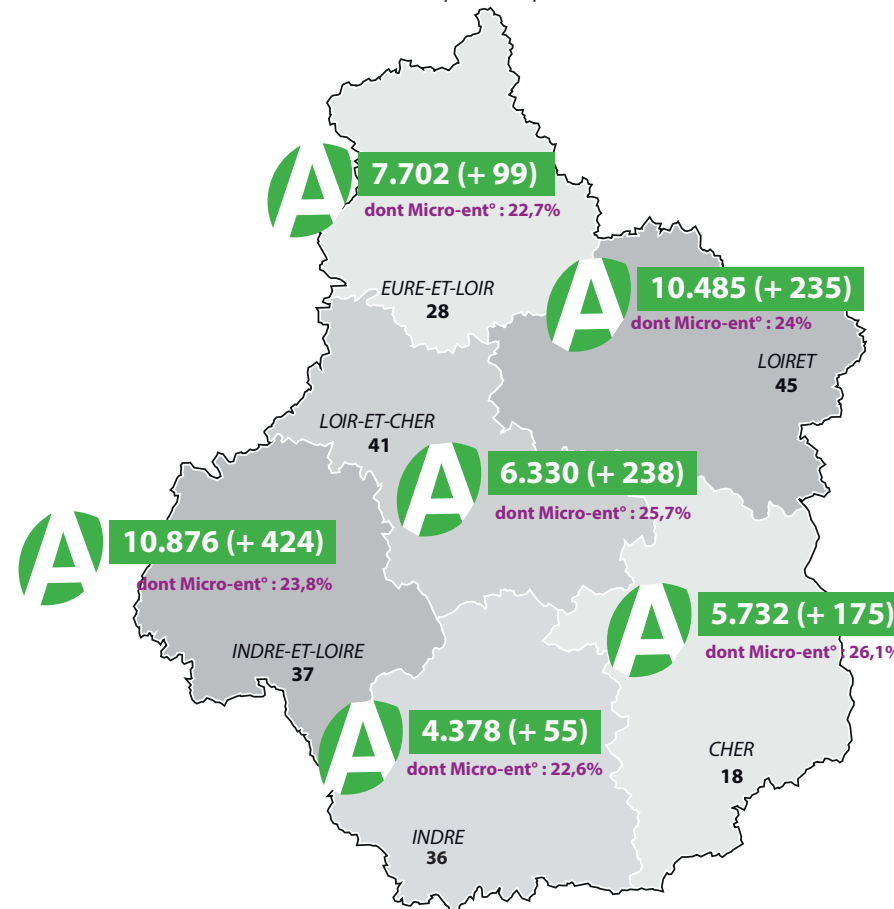 A
7.702 (+ 99)
dont Micro-ent° : 22,7%
EURE-ET-LOIR
28
A
10.485 (+ 235)
dont Micro-ent° : 24%
LOIRET
45
LOIR-ET-CHER
41
A
6.330 (+ 238)
dont Micro-ent° : 25,7%
A
10.876 (+ 424)
dont Micro-ent° : 23,8%
INDRE-ET-LOIRE
37
A
5.732 (+ 175)
dont Micro-ent° : 26,1%
CHER
18
A
4.378 (+ 55)
dont Micro-ent° : 22,6%
INDRE
36